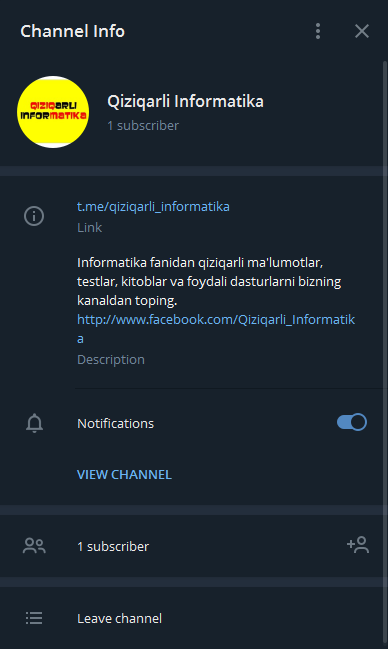 Channel Info
QIZIQARLI
INFORMATIKA
Qiziqarli Informatika
1 subscriber
t.me/qiziqarli_informatika
Link
Informatika fanidan qiziqarli ma'lumotlar,
testlar, kitoblar va foydali dasturlarni bizning
kanaldan toping.
http://www.facebook.com/Qiziqarli_Informatik
a
Description
Notifications
VIEW CHANNEL
1 subscriber
Leave channel